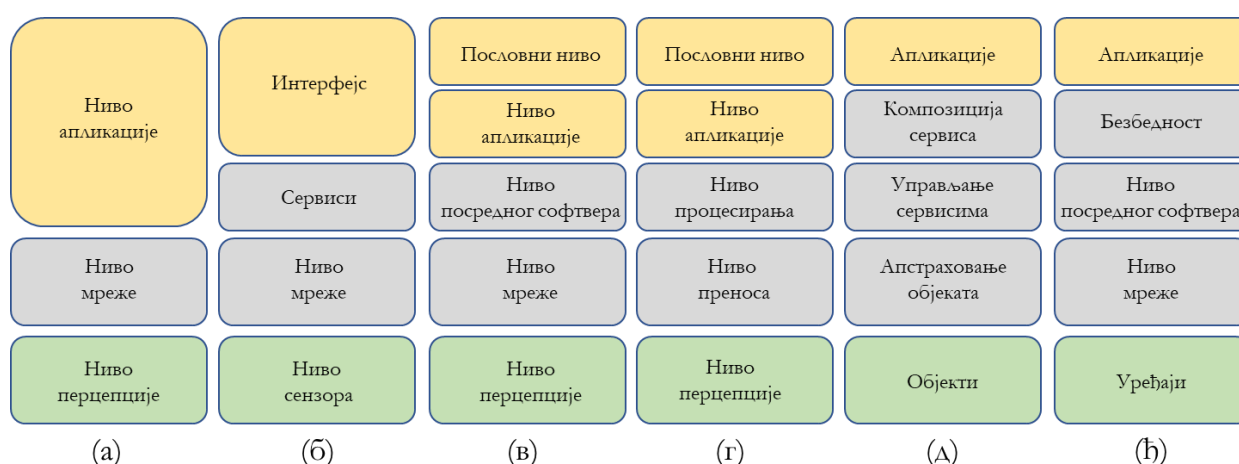 Ниво
апликације
Ниво
мреже
Ниво
перцепције
(а)
Интерфејс
Сервиси
Ниво
мреже
Ниво
сензора
(б)
Пословни ниво
Ниво
апликације
Ниво
посредног софтвера
Ниво
мреже
Ниво
перцепције
(в)
Пословни ниво
Ниво
апликације
Ниво
процесирања
Ниво
преноса
Ниво
перцепције
(г)
Апликације
Композиција
сервиса
Управљање
сервисима
Апстраховање
објеката
Објекти
(д)
Апликације
Безбедност
Ниво
посредног софтвера
Ниво
мреже
Уређаји
(ђ)